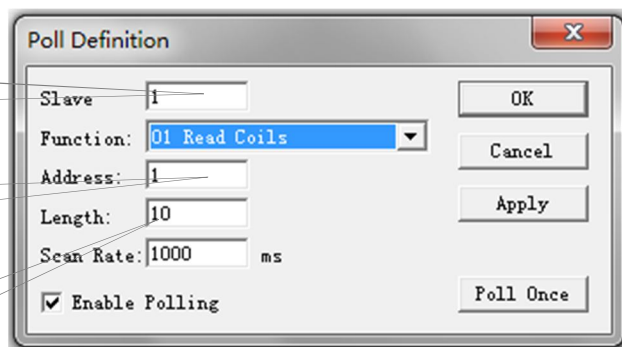 Poll Definition
Slave 1 OK
Function: 01 Read Coils Cancel
Address: 1
Length: 10 Apply
Scan Rate: 1000 ms
Enable Polling Poll Once